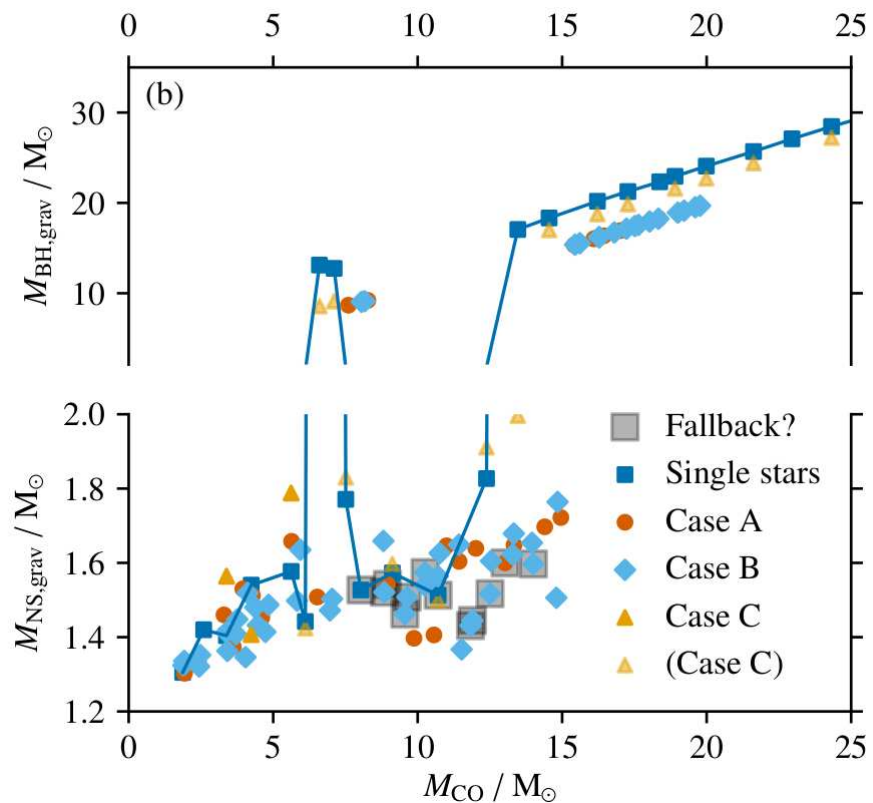 0 5 10 15 20 25
(b)
30
20
10
M_BH,grav / M⊙
2.0
1.8
1.6
1.4
1.2
M_NS,grav / M⊙
Fallback?
Single stars
Case A
Case B
Case C
(Case C)
0 5 10 15 20 25
M_CO / M⊙